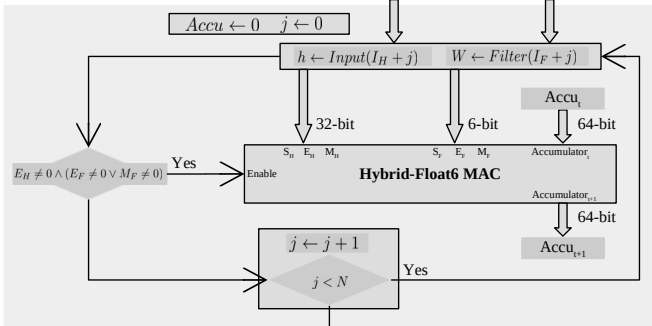 Accu ← 0 j ← 0
h ← Input(I_H + j) W ← Filter(I_F + j)
Accu_t
32-bit 6-bit 64-bit
S_H E_H M_H S_F E_F M_F Accumulator_t
E_H ≠ 0 ∧ (E_F ≠ 0 ∨ M_F ≠ 0) Yes Enable Hybrid-Float6 MAC
Accumulator_{t+1}
64-bit
j ← j + 1 Accu_{t+1}
Yes
j < N